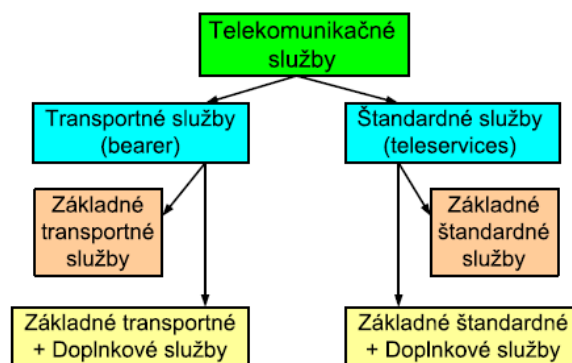 Telekomunikačné
služby
Transportné služby
(bearer)
Štandardné služby
(teleservices)
Základné
transportné
služby
Základné
štandardné
služby
Základné transportné
+ Doplnkové služby
Základné štandardné
+ Doplnkové služby